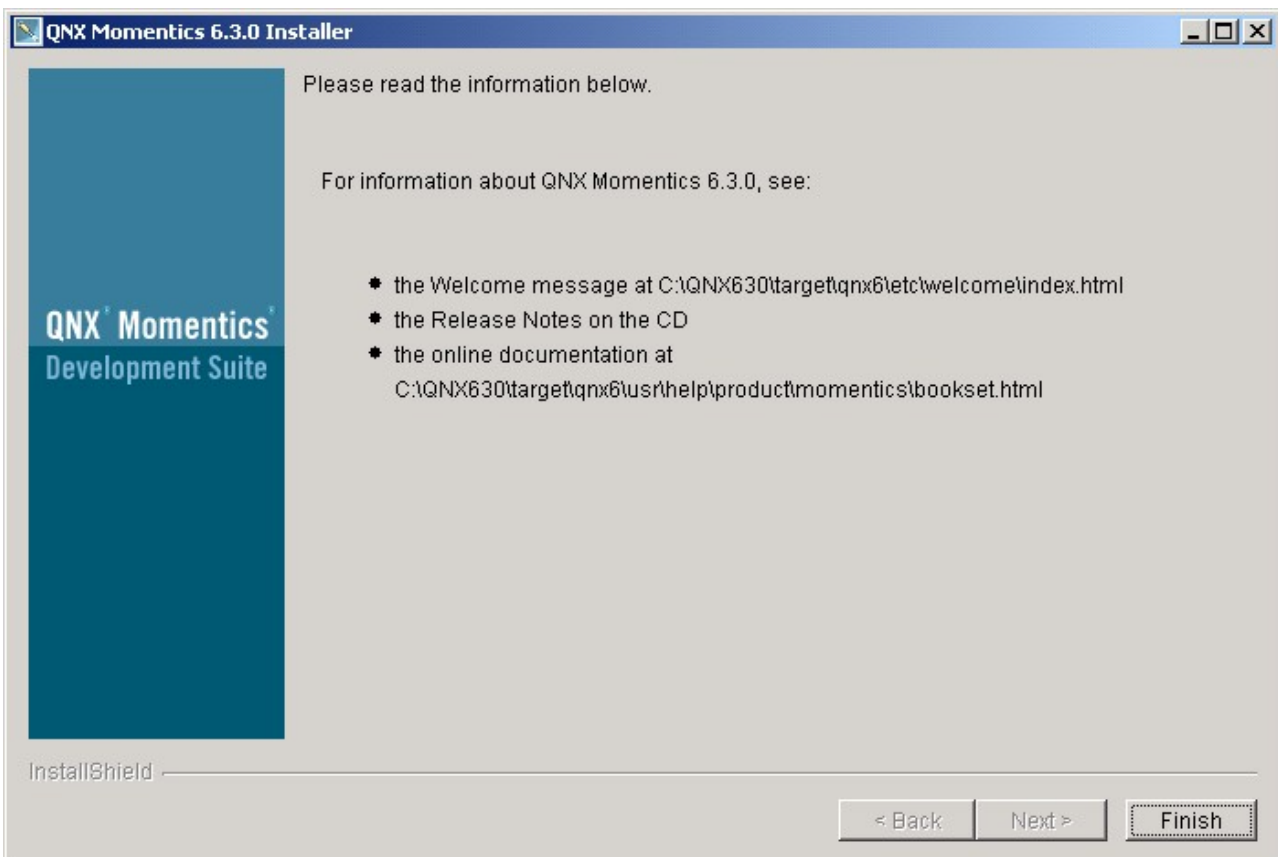 QNX Momentics 6.3.0 Installer
Please read the information below.
For information about QNX Momentics 6.3.0, see:
• the Welcome message at C:\QNX630\target\qnx6\etc\welcome\index.html
• the Release Notes on the CD
• the online documentation at
C:\QNX630\target\qnx6\usr\help\product\momentics\bookset.html
QNX® Momentics®
Development Suite
InstallShield
< Back
Next >
Finish